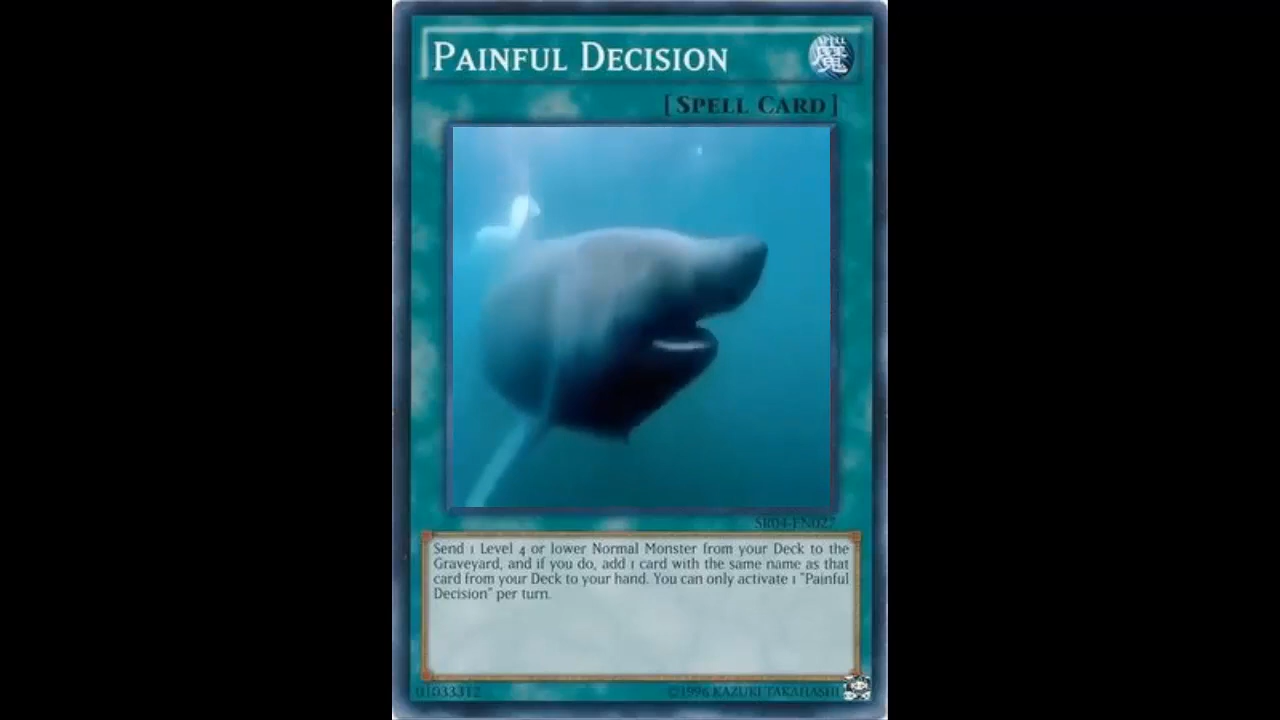 PAINFUL DECISION
魔
[SPELL CARD]
SR04-EN027
Send 1 Level 4 or lower Normal Monster from your Deck to the
Graveyard, and if you do, add 1 card with the same name as that
card from your Deck to your hand. You can only activate 1 "Painful
Decision" per turn.
01033312
©1996 KAZUKI TAKAHASHI